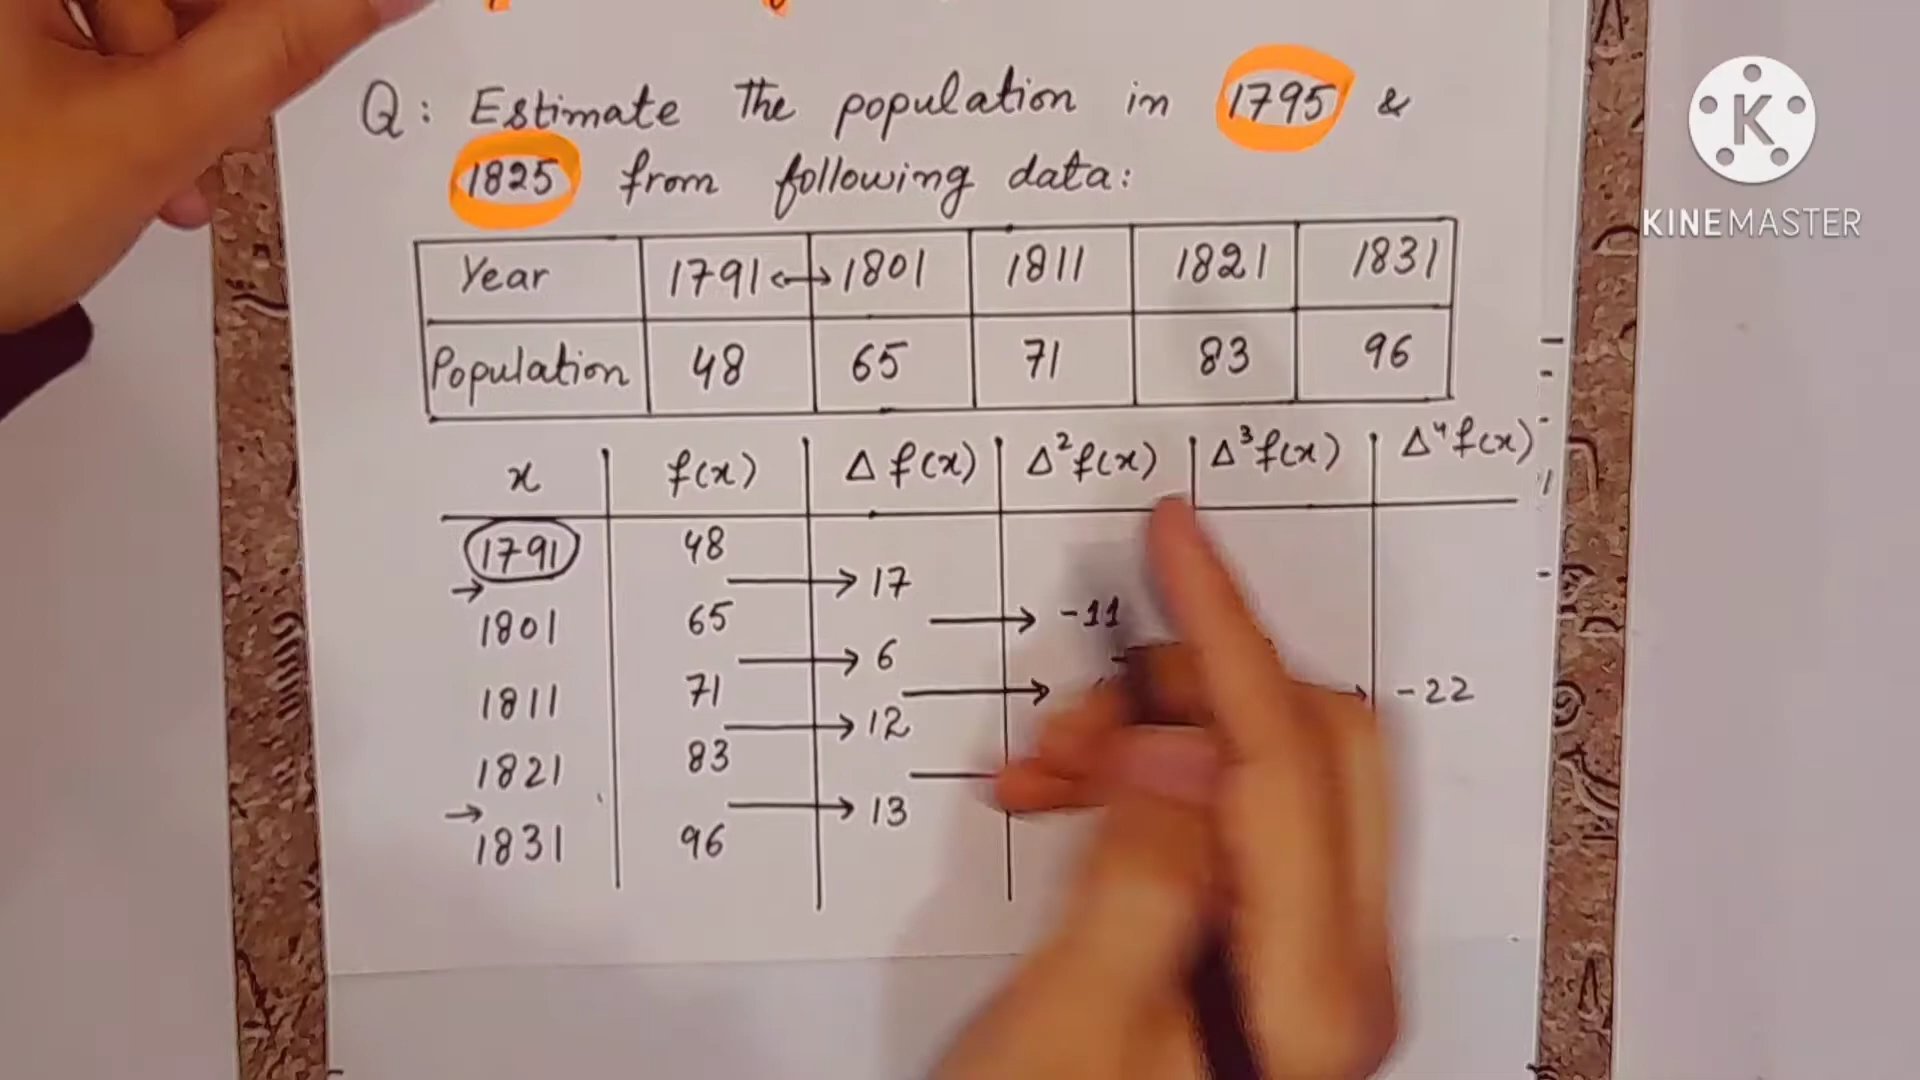 Q: Estimate the population in 1795 &
1825 from following data:
Year 1791 ↔ 1801 1811 1821 1831
Population 48 65 71 83 96
x f(x) Δ f(x) Δ²f(x) Δ³f(x) Δ⁴f(x)
1791 48
→ → 17
1801 65 → -11
→ 6
1811 71 → → -22
→ 12
1821 83
→ → 13
1831 96
K
KINEMASTER